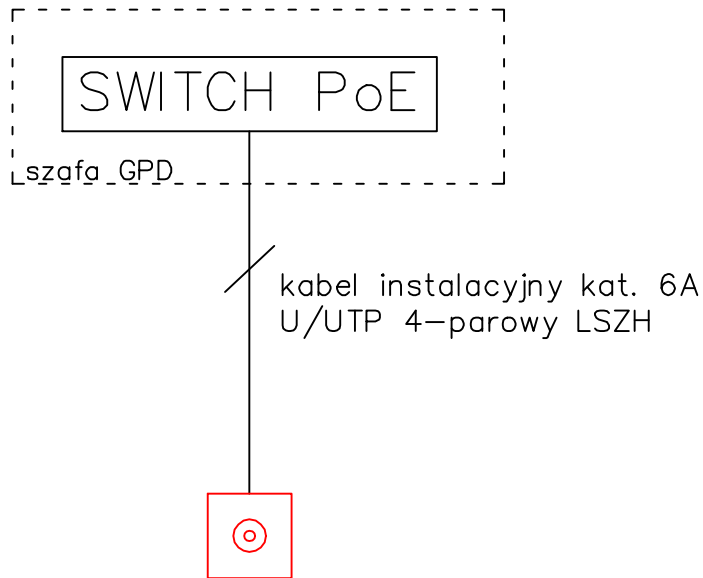 SWITCH PoE
szafa GPD
kabel instalacyjny kat. 6A
U/UTP 4-parowy LSZH